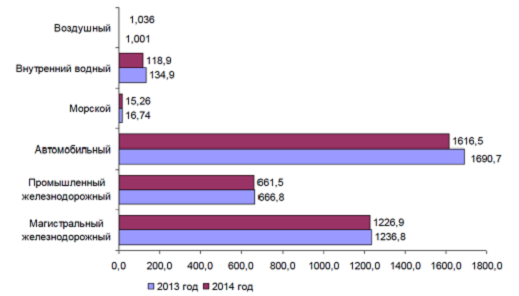 Воздушный
1,036
1,001
Внутренний водный
118,9
134,9
Морской
15,26
16,74
Автомобильный
1616,5
1690,7
Промышленный
железнодорожный
661,5
666,8
Магистральный
железнодорожный
1226,9
1236,8
0,0 200,0 400,0 600,0 800,0 1000,0 1200,0 1400,0 1600,0 1800,0
2013 год 2014 год